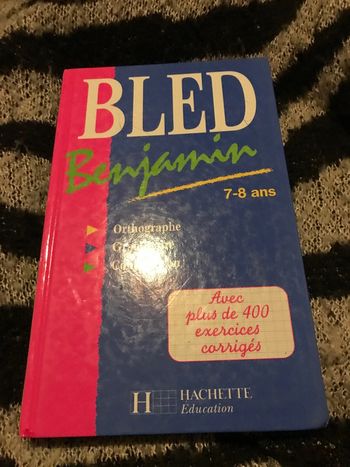 BLED
Benjamin
7-8 ans
Orthographe
Avec
plus de 400
exercices
corrigés
H HACHETTE
Education